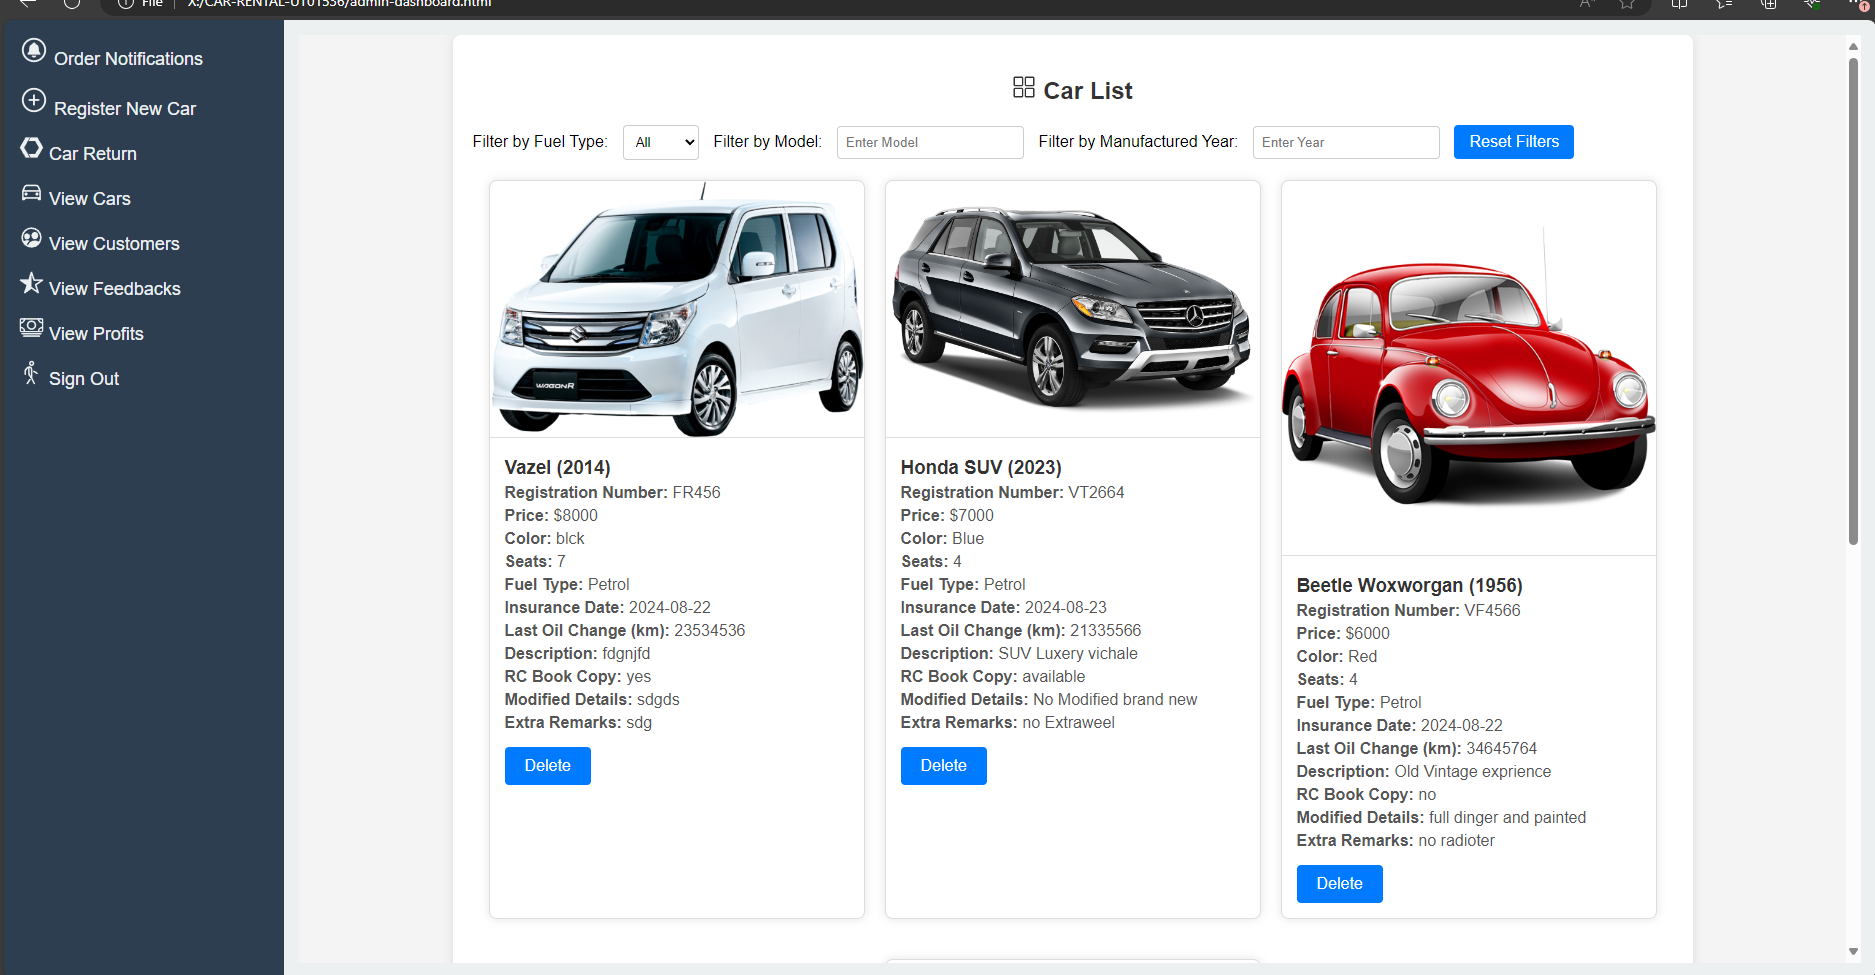 File
X:/CAR-RENTAL-UT01536/admin-dashboard.html
Order Notifications
Register New Car
Car Return
View Cars
View Customers
View Feedbacks
View Profits
Sign Out
Car List
Filter by Fuel Type: All Filter by Model: Enter Model Filter by Manufactured Year: Enter Year Reset Filters
WAGONR
Vazel (2014)
Registration Number: FR456
Price: $8000
Color: blck
Seats: 7
Fuel Type: Petrol
Insurance Date: 2024-08-22
Last Oil Change (km): 23534536
Description: fdgnjfd
RC Book Copy: yes
Modified Details: sdgds
Extra Remarks: sdg
Delete
Honda SUV (2023)
Registration Number: VT2664
Price: $7000
Color: Blue
Seats: 4
Fuel Type: Petrol
Insurance Date: 2024-08-23
Last Oil Change (km): 21335566
Description: SUV Luxery vichale
RC Book Copy: available
Modified Details: No Modified brand new
Extra Remarks: no Extraweel
Delete
Beetle Woxworgan (1956)
Registration Number: VF4566
Price: $6000
Color: Red
Seats: 4
Fuel Type: Petrol
Insurance Date: 2024-08-22
Last Oil Change (km): 34645764
Description: Old Vintage exprience
RC Book Copy: no
Modified Details: full dinger and painted
Extra Remarks: no radioter
Delete